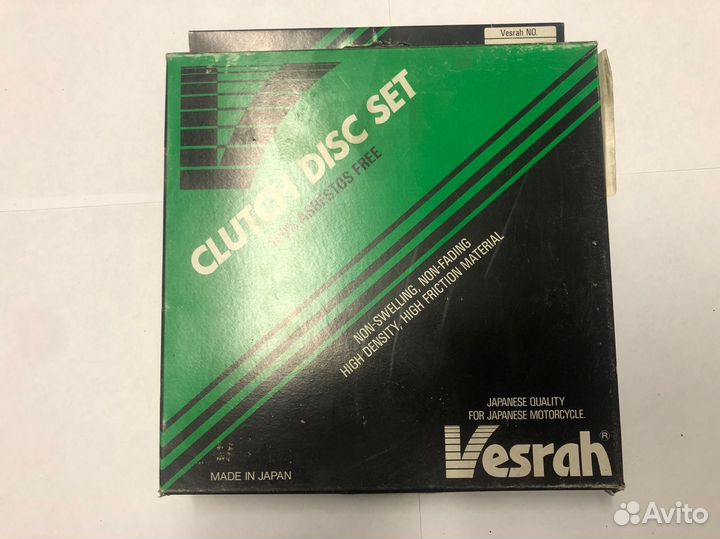 Vesrah NO.
CLUTCH DISC SET
100% ASBESTOS FREE
NON-SWELLING, NON-FADING
HIGH DENSITY, HIGH FRICTION MATERIAL
JAPANESE QUALITY
FOR JAPANESE MOTORCYCLE.
Vesrah®
MADE IN JAPAN
Avito